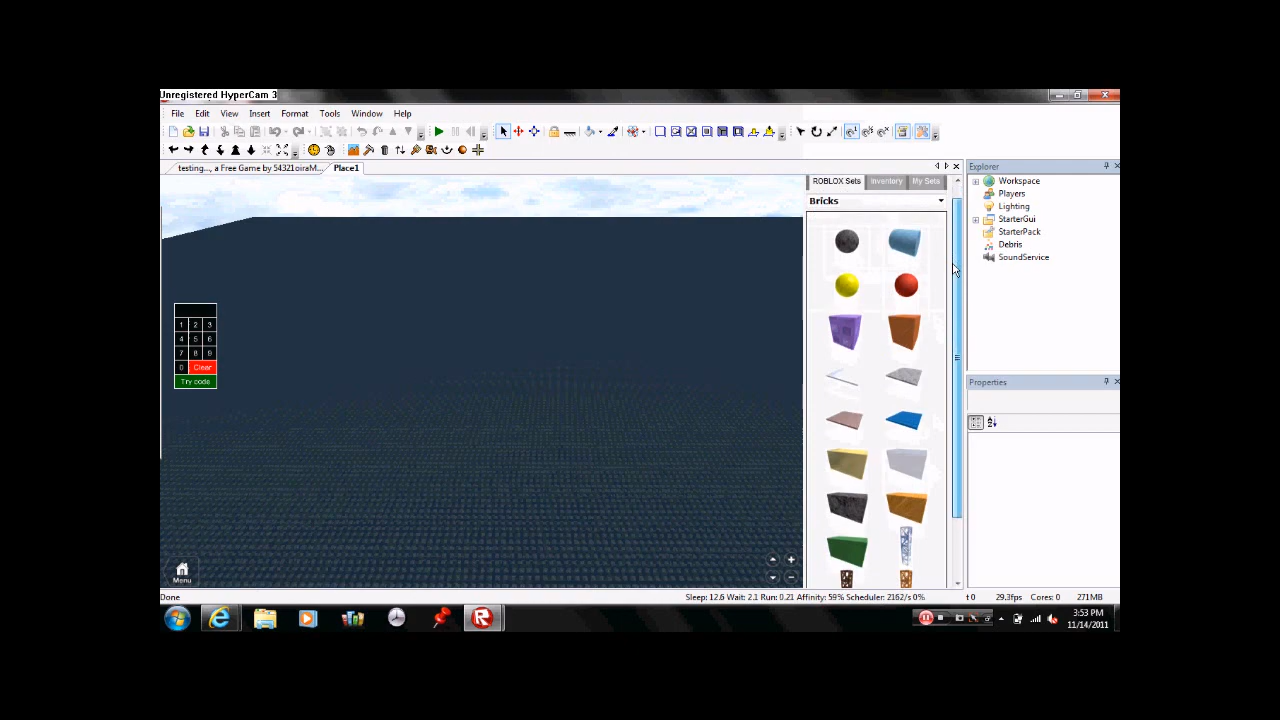 Unregistered HyperCam 3
File Edit View Insert Format Tools Window Help
testing..., a Free Game by 54321oiraM... Place1
ROBLOX Sets Inventory My Sets
Bricks
Explorer
Workspace
Players
Lighting
StarterGui
StarterPack
Debris
SoundService
1 2 3
4 5 6
7 8 9
0 Clear
Try code
Properties
Menu
Done Sleep: 12.6 Wait: 2.1 Run: 0.21 Affinity: 59% Scheduler: 2162/s 0% t 0 29.3fps Cores: 0 271MB
3:53 PM
11/14/2011